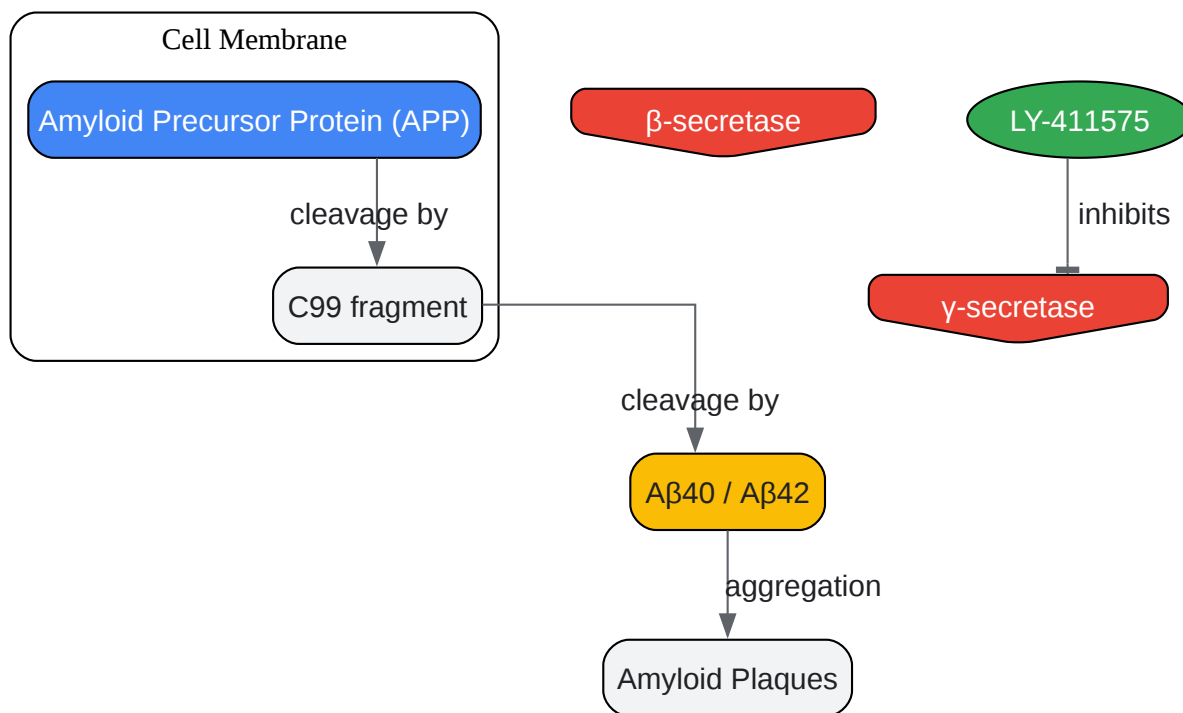 Cell Membrane
Amyloid Precursor Protein (APP)
β-secretase
LY-411575
cleavage by
inhibits
C99 fragment
γ-secretase
cleavage by
Aβ40 / Aβ42
aggregation
Amyloid Plaques